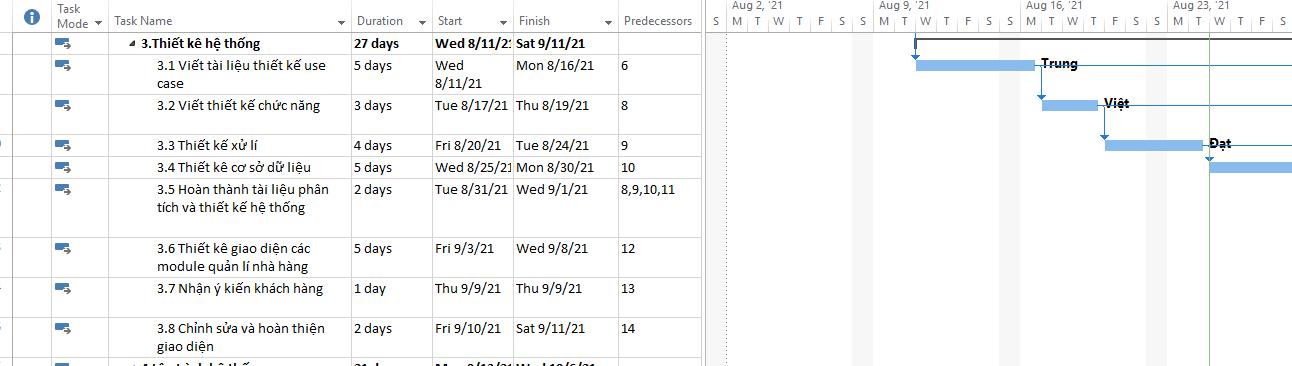 Task Mode Task Name Duration Start Finish Predecessors
Aug 2, '21 Aug 9, '21 Aug 16, '21 Aug 23, '21
S M T W T F S S M T W T F S S M T W T F S S M T W T F S
3.Thiết kê hệ thống 27 days Wed 8/11/21 Sat 9/11/21
3.1 Viết tài liệu thiết kế use case 5 days Wed 8/11/21 Mon 8/16/21 6
Trung
3.2 Viết thiết kế chức năng 3 days Tue 8/17/21 Thu 8/19/21 8
Việt
3.3 Thiết kế xử lí 4 days Fri 8/20/21 Tue 8/24/21 9
Đạt
3.4 Thiết kê cơ sở dữ liệu 5 days Wed 8/25/21 Mon 8/30/21 10
3.5 Hoàn thành tài liệu phân tích và thiết kế hệ thống 2 days Tue 8/31/21 Wed 9/1/21 8,9,10,11
3.6 Thiết kê giao diện các module quản lí nhà hàng 5 days Fri 9/3/21 Wed 9/8/21 12
3.7 Nhận ý kiến khách hàng 1 day Thu 9/9/21 Thu 9/9/21 13
3.8 Chỉnh sửa và hoàn thiện giao diện 2 days Fri 9/10/21 Sat 9/11/21 14